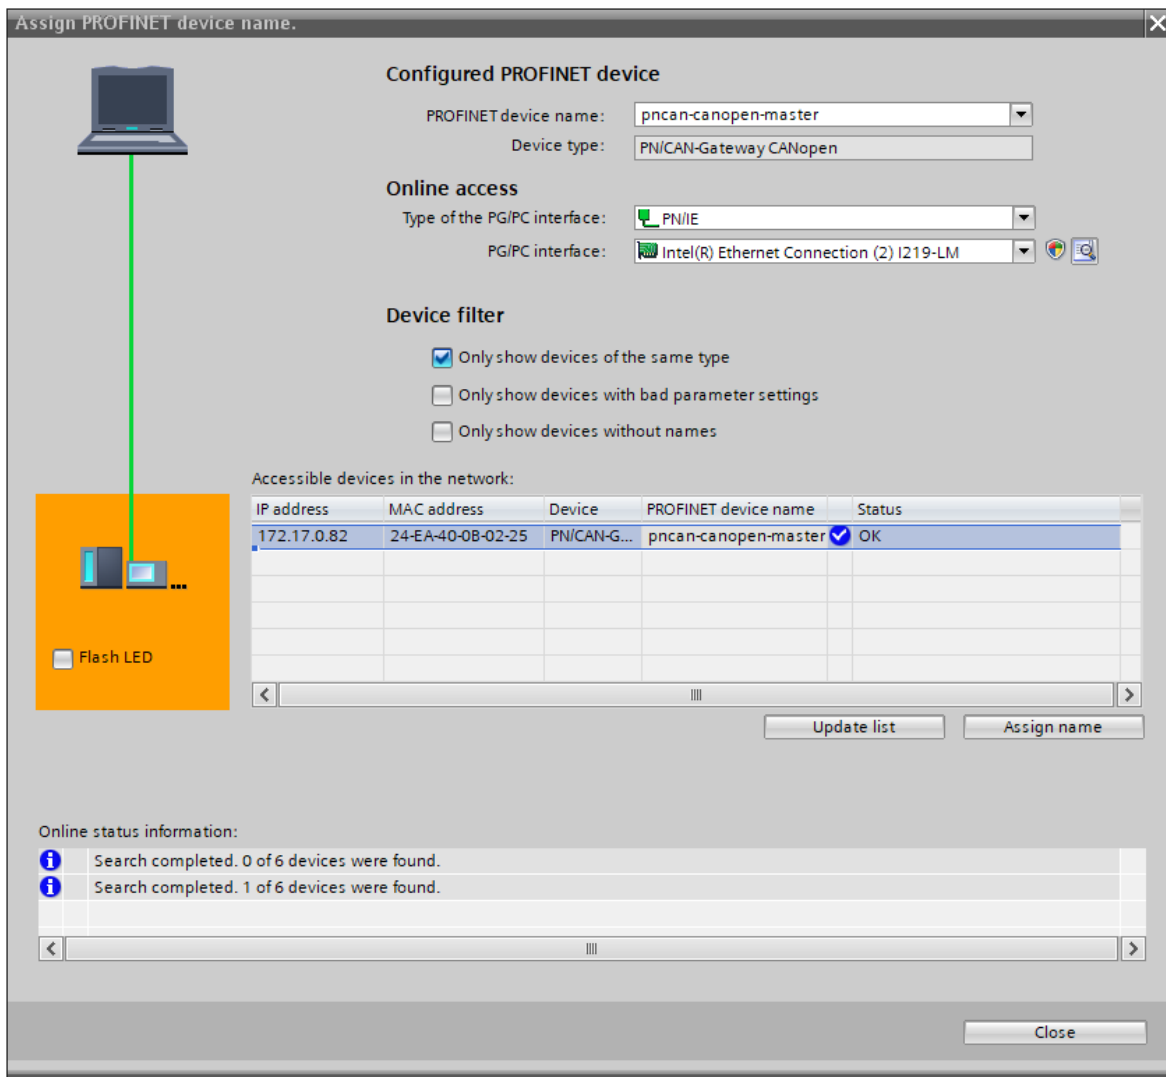 Assign PROFINET device name.
Configured PROFINET device
PROFINET device name: pncan-canopen-master
Device type: PN/CAN-Gateway CANopen
Online access
Type of the PG/PC interface: PN/IE
PG/PC interface: Intel(R) Ethernet Connection (2) I219-LM
Device filter
Only show devices of the same type
Only show devices with bad parameter settings
Only show devices without names
Accessible devices in the network:
IP address MAC address Device PROFINET device name Status
172.17.0.82 24-EA-40-0B-02-25 PN/CAN-G... pncan-canopen-master OK
Flash LED
Update list Assign name
Online status information:
Search completed. 0 of 6 devices were found.
Search completed. 1 of 6 devices were found.
Close